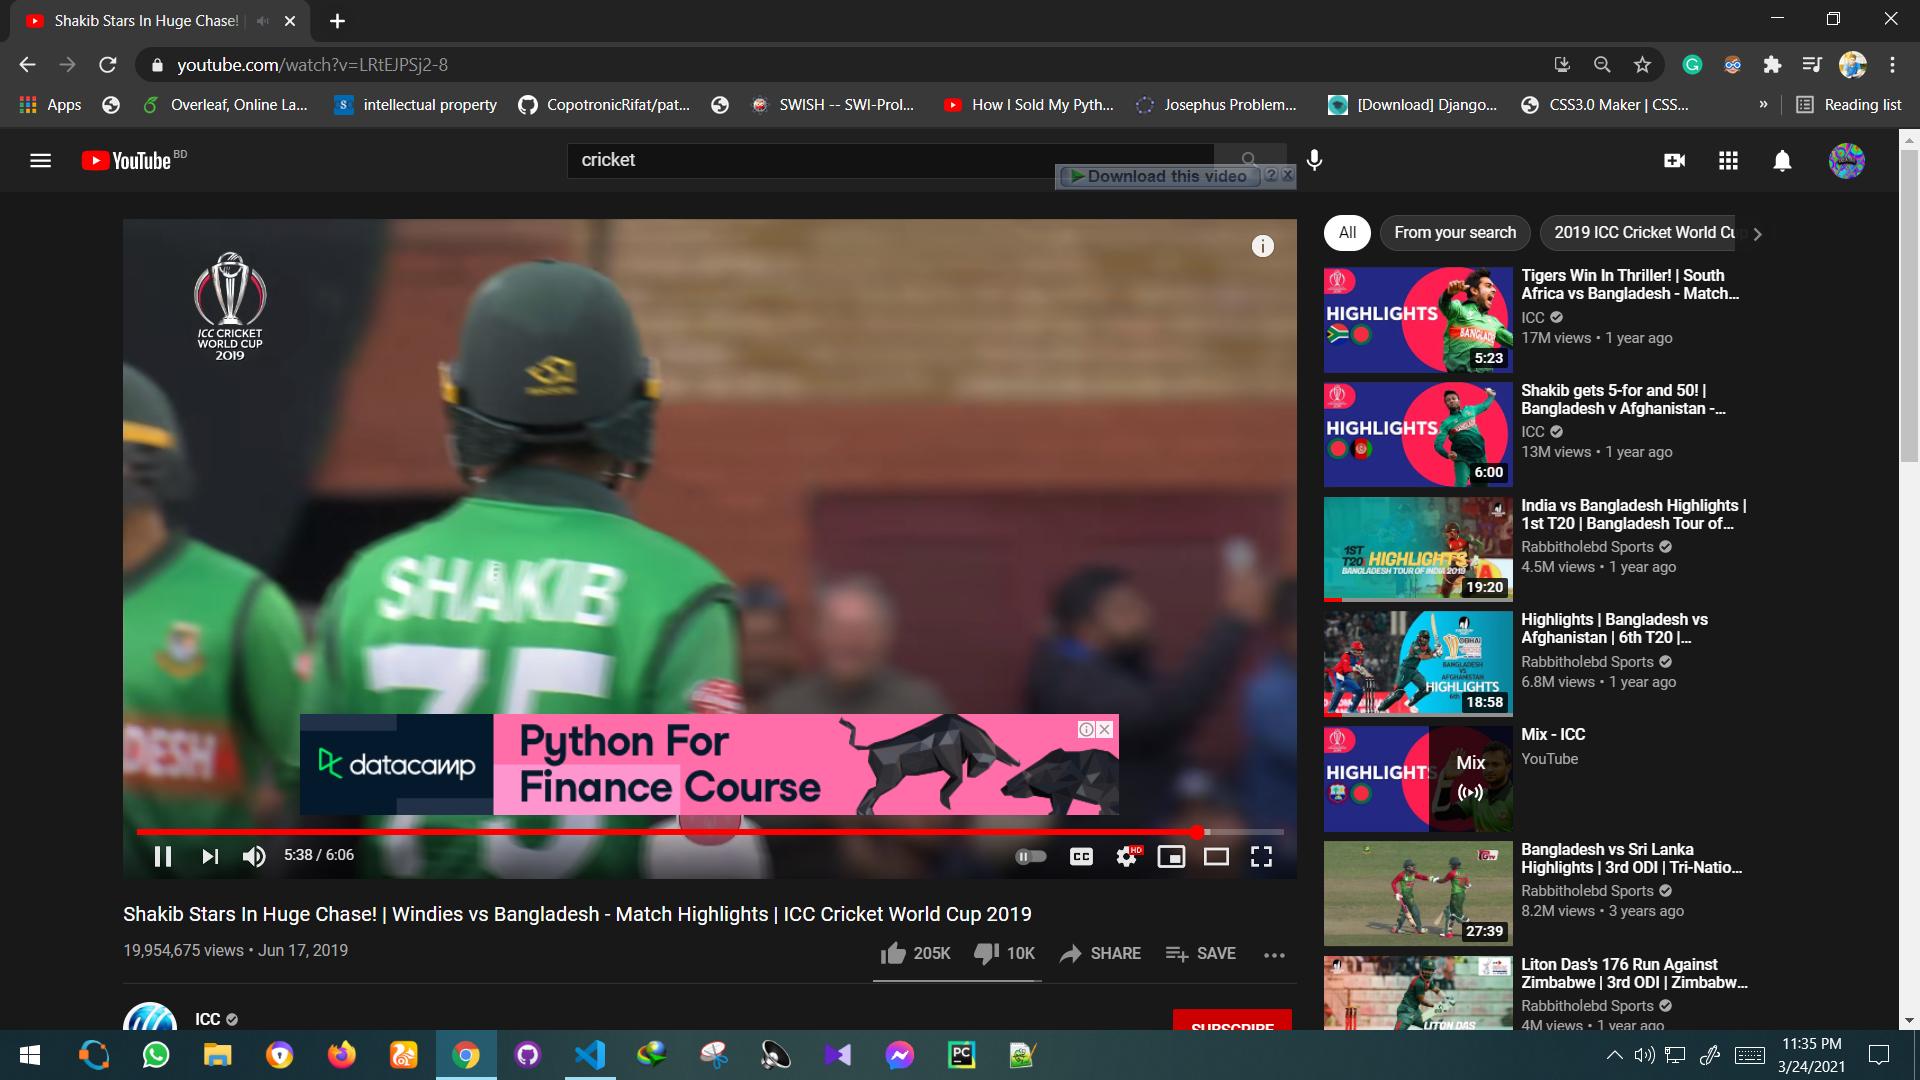 Shakib Stars In Huge Chase!
youtube.com/watch?v=LRtEJPSj2-8
Apps
Overleaf, Online La...
intellectual property
CopotronicRifat/pat...
SWISH -- SWI-Prol...
How I Sold My Pyth...
Josephus Problem...
[Download] Django...
CSS3.0 Maker | CSS...
»
Reading list
YouTube BD
cricket
Download this video
ICC CRICKET
WORLD CUP
2019
SHAKIB
75
DESH
datacamp
Python For
Finance Course
5:38 / 6:06
CC
HD
Shakib Stars In Huge Chase! | Windies vs Bangladesh - Match Highlights | ICC Cricket World Cup 2019
19,954,675 views • Jun 17, 2019
205K
10K
SHARE
SAVE
ICC
SUBSCRIBE
All
From your search
2019 ICC Cricket World Cu
HIGHLIGHTS
5:23
Tigers Win In Thriller! | South
Africa vs Bangladesh - Match...
ICC
17M views • 1 year ago
HIGHLIGHTS
6:00
Shakib gets 5-for and 50! |
Bangladesh v Afghanistan -...
ICC
13M views • 1 year ago
1ST
T20 HIGHLIGHTS
BANGLADESH TOUR OF INDIA 2019
19:20
India vs Bangladesh Highlights |
1st T20 | Bangladesh Tour of...
Rabbitholebd Sports
4.5M views • 1 year ago
BANGLADESH
VS
AFGHANISTAN
HIGHLIGHTS
6th
18:58
Highlights | Bangladesh vs
Afghanistan | 6th T20 |...
Rabbitholebd Sports
6.8M views • 1 year ago
HIGHLIGHTS
Mix
Mix - ICC
YouTube
27:39
Bangladesh vs Sri Lanka
Highlights | 3rd ODI | Tri-Natio...
Rabbitholebd Sports
8.2M views • 3 years ago
LITON DAS
Liton Das's 176 Run Against
Zimbabwe | 3rd ODI | Zimbabw...
Rabbitholebd Sports
4M views • 1 year ago
PC
11:35 PM
3/24/2021